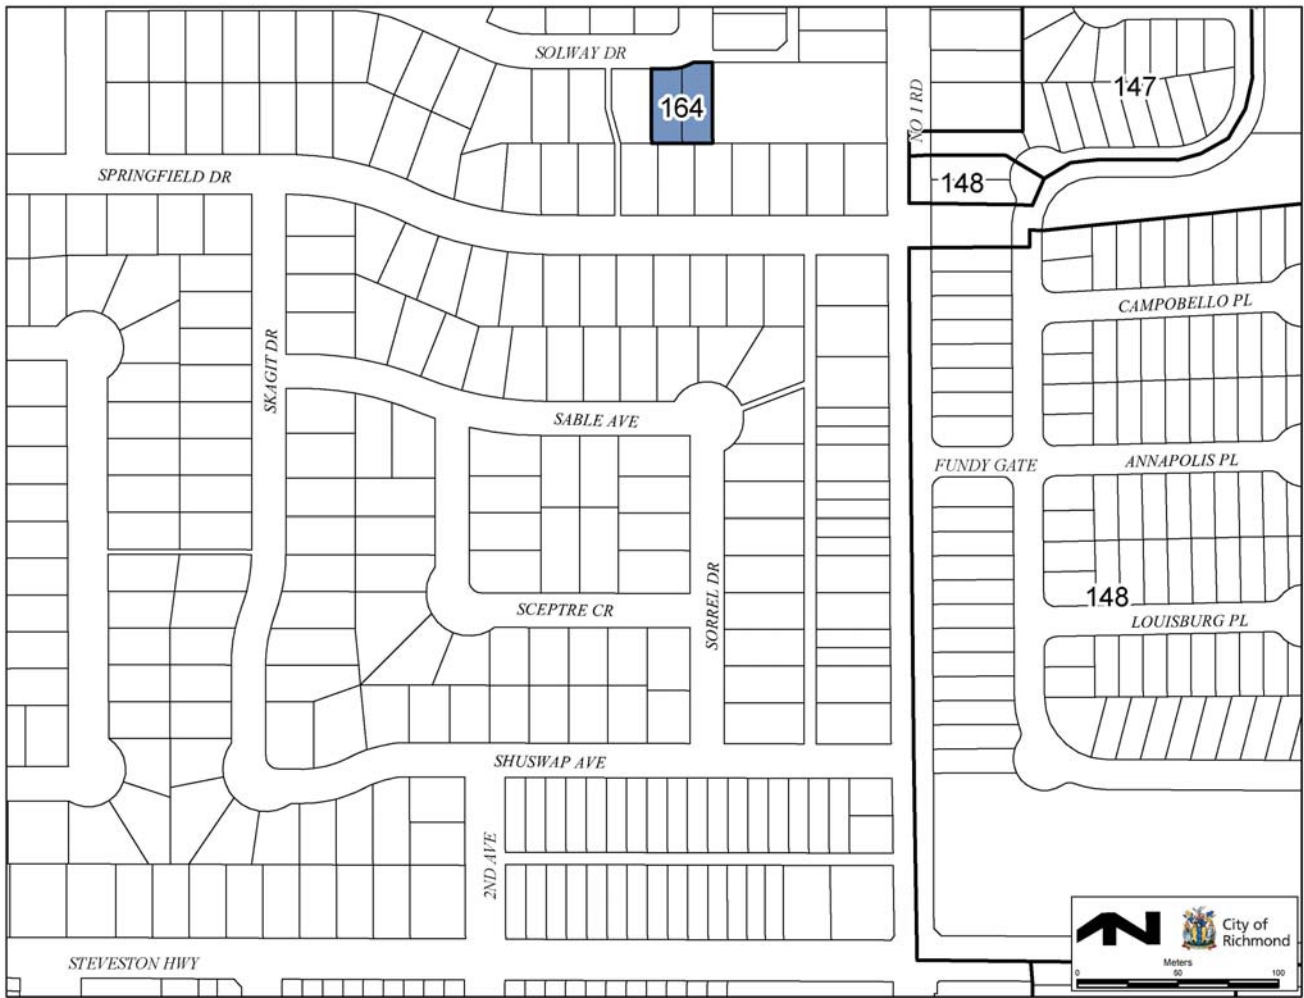 SOLWAY DR
164
NO 1 RD
147
SPRINGFIELD DR
148
CAMPOBELLO PL
SKAGIT DR
SABLE AVE
FUNDY GATE
ANNAPOLIS PL
SORREL DR
148
SCEPTRE CR
LOUISBURG PL
SHUSWAP AVE
2ND AVE
STEVESTON HWY
City of
Richmond
Meters
0 50 100